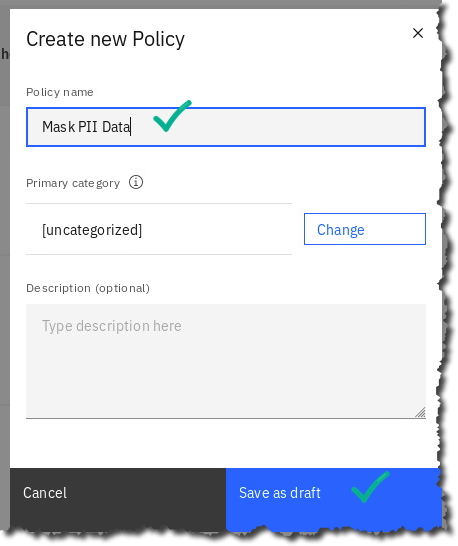 Create new Policy
Policy name
Mask PII Data
Primary category
[uncategorized]
Change
Description (optional)
Type description here
Cancel
Save as draft